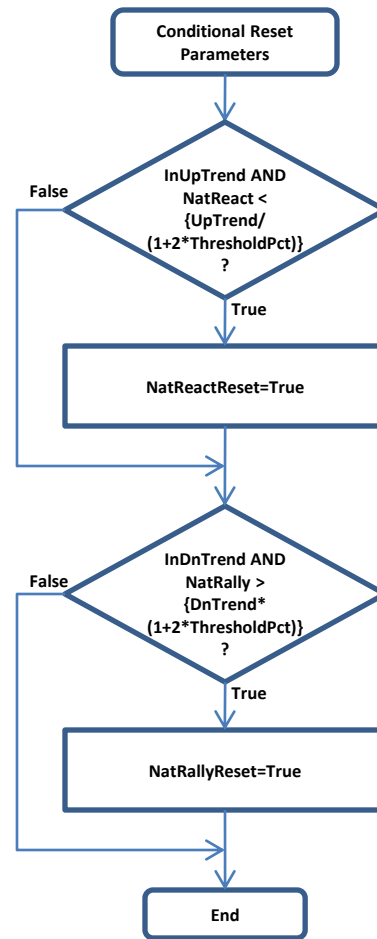 Conditional Reset
Parameters
False
InUpTrend AND
NatReact <
{UpTrend/
(1+2*ThresholdPct)}
?
True
NatReactReset=True
False
InDnTrend AND
NatRally >
{DnTrend*
(1+2*ThresholdPct)}
?
True
NatRallyReset=True
End